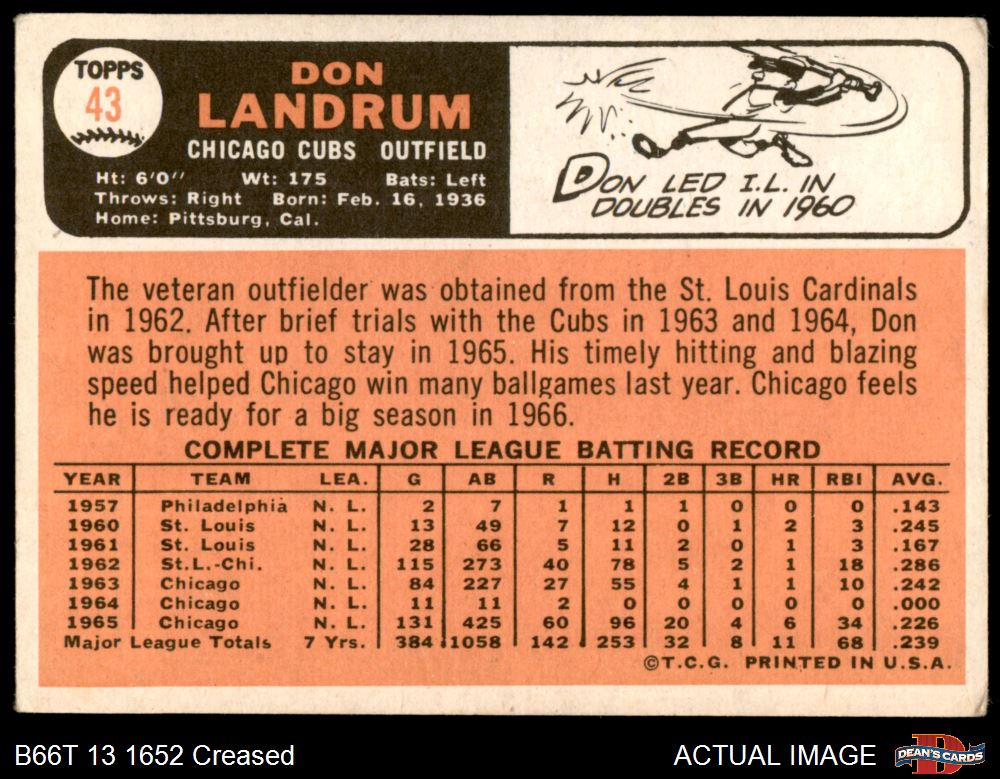 TOPPS
43
DON
LANDRUM
CHICAGO CUBS OUTFIELD
Ht: 6'0" Wt: 175 Bats: Left
Throws: Right Born: Feb. 16, 1936
Home: Pittsburg, Cal.
DON LED I.L. IN
DOUBLES IN 1960
The veteran outfielder was obtained from the St. Louis Cardinals
in 1962. After brief trials with the Cubs in 1963 and 1964, Don
was brought up to stay in 1965. His timely hitting and blazing
speed helped Chicago win many ballgames last year. Chicago feels
he is ready for a big season in 1966.
COMPLETE MAJOR LEAGUE BATTING RECORD
YEAR TEAM LEA. G AB R H 2B 3B HR RBI AVG.
1957 Philadelphia N. L. 2 7 1 1 1 0 0 0 .143
1960 St. Louis N. L. 13 49 7 12 0 1 2 3 .245
1961 St. Louis N. L. 28 66 5 11 2 0 1 3 .167
1962 St.L.-Chi. N. L. 115 273 40 78 5 2 1 18 .286
1963 Chicago N. L. 84 227 27 55 4 1 1 10 .242
1964 Chicago N. L. 11 11 2 0 0 0 0 0 .000
1965 Chicago N. L. 131 425 60 96 20 4 6 34 .226
Major League Totals 7 Yrs. 384 1058 142 253 32 8 11 68 .239
©T.C.G. PRINTED IN U.S.A.
B66T 13 1652 Creased
ACTUAL IMAGE
DEAN'S CARDS